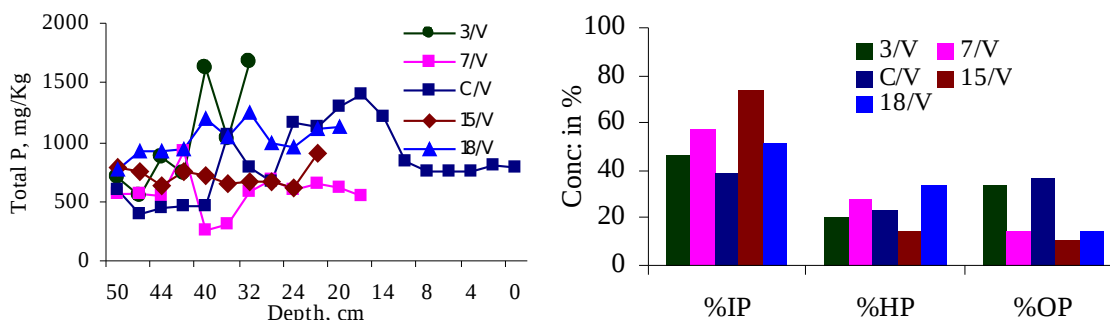 2000
1500
1000
500
0
Total P, mg/Kg
3/V
7/V
C/V
15/V
18/V
50 44 40 32 24 20 14 8 4 0
Depth, cm
100
80
60
40
20
0
Conc: in %
3/V 7/V
C/V 15/V
18/V
%IP %HP %OP